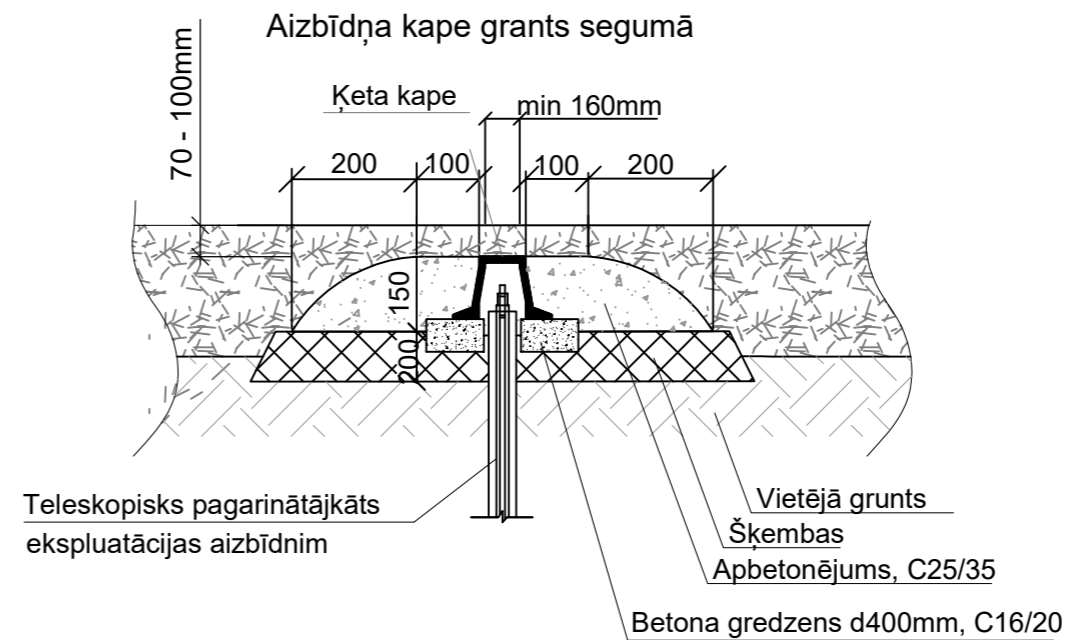 Aizbīdņa kape grants segumā
70 - 100mm
Ķeta kape
min 160mm
200
100
100
200
150
200
Teleskopisks pagarinātājkāts
ekspluatācijas aizbīdnim
Vietējā grunts
Šķembas
Apbetonējums, C25/35
Betona gredzens d400mm, C16/20